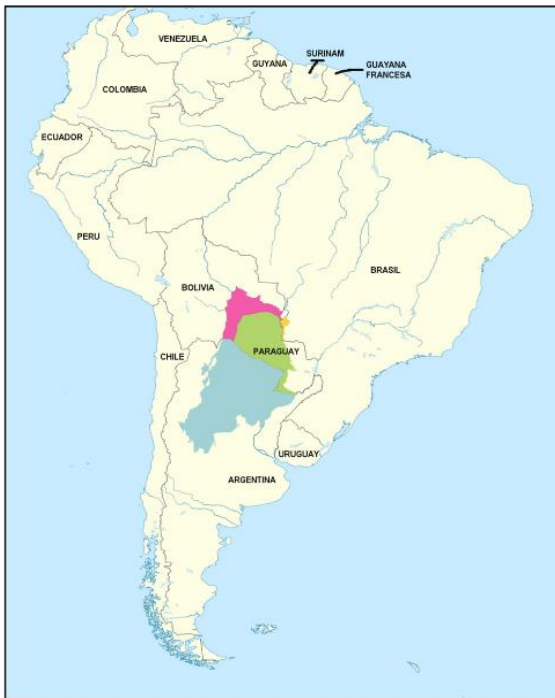 VENEZUELA
SURINAM
GUYANA
GUAYANA
FRANCESA
COLOMBIA
ECUADOR
PERU
BRASIL
BOLIVIA
PARAGUAY
CHILE
URUGUAY
ARGENTINA